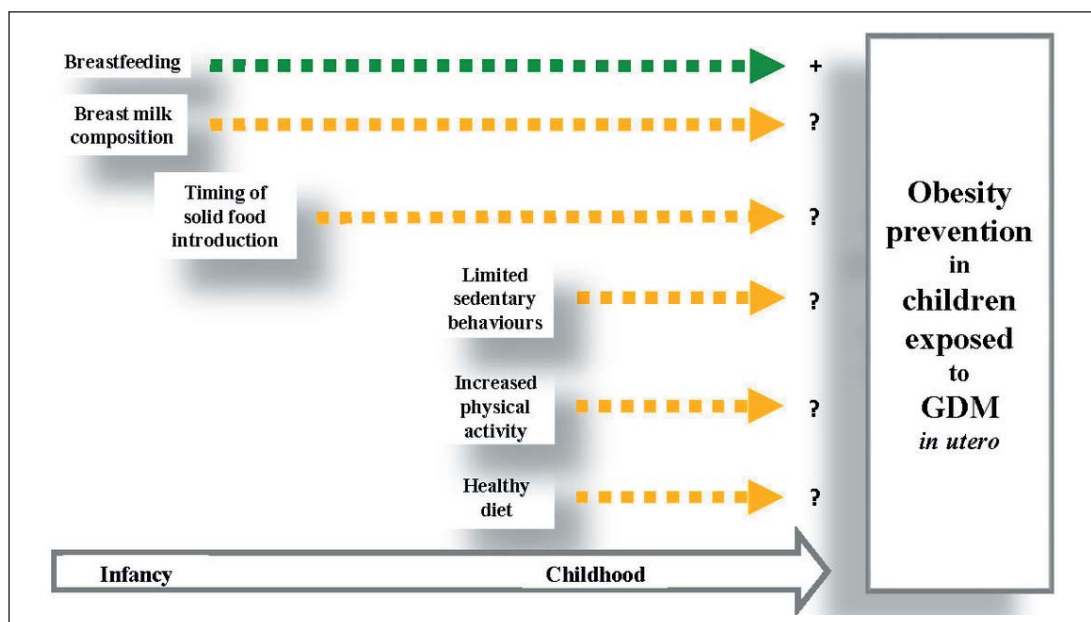 Breastfeeding
+
Breast milk
composition
?
Timing of
solid food
introduction
?
Limited
sedentary
behaviours
?
Increased
physical
activity
?
Healthy
diet
?
Infancy
Childhood
Obesity
prevention
in
children
exposed
to
GDM
in utero